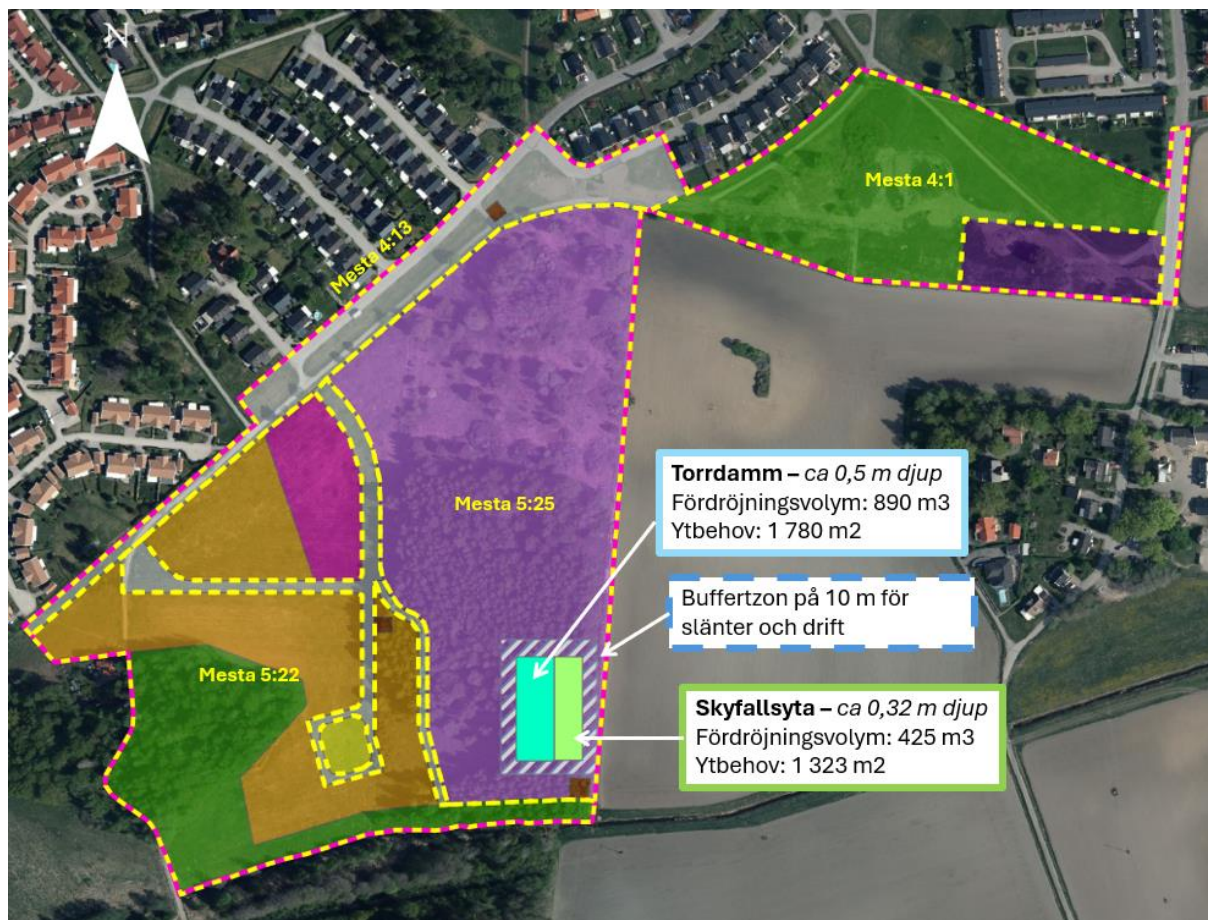 N
Mesta 4:1
Mesta 4:13
Mesta 5:25
Torrdamm – ca 0,5 m djup
Fördröjningsvolym: 890 m3
Ytbehov: 1 780 m2
Buffertzon på 10 m för
slänter och drift
Mesta 5:22
Skyfallsyta – ca 0,32 m djup
Fördröjningsvolym: 425 m3
Ytbehov: 1 323 m2